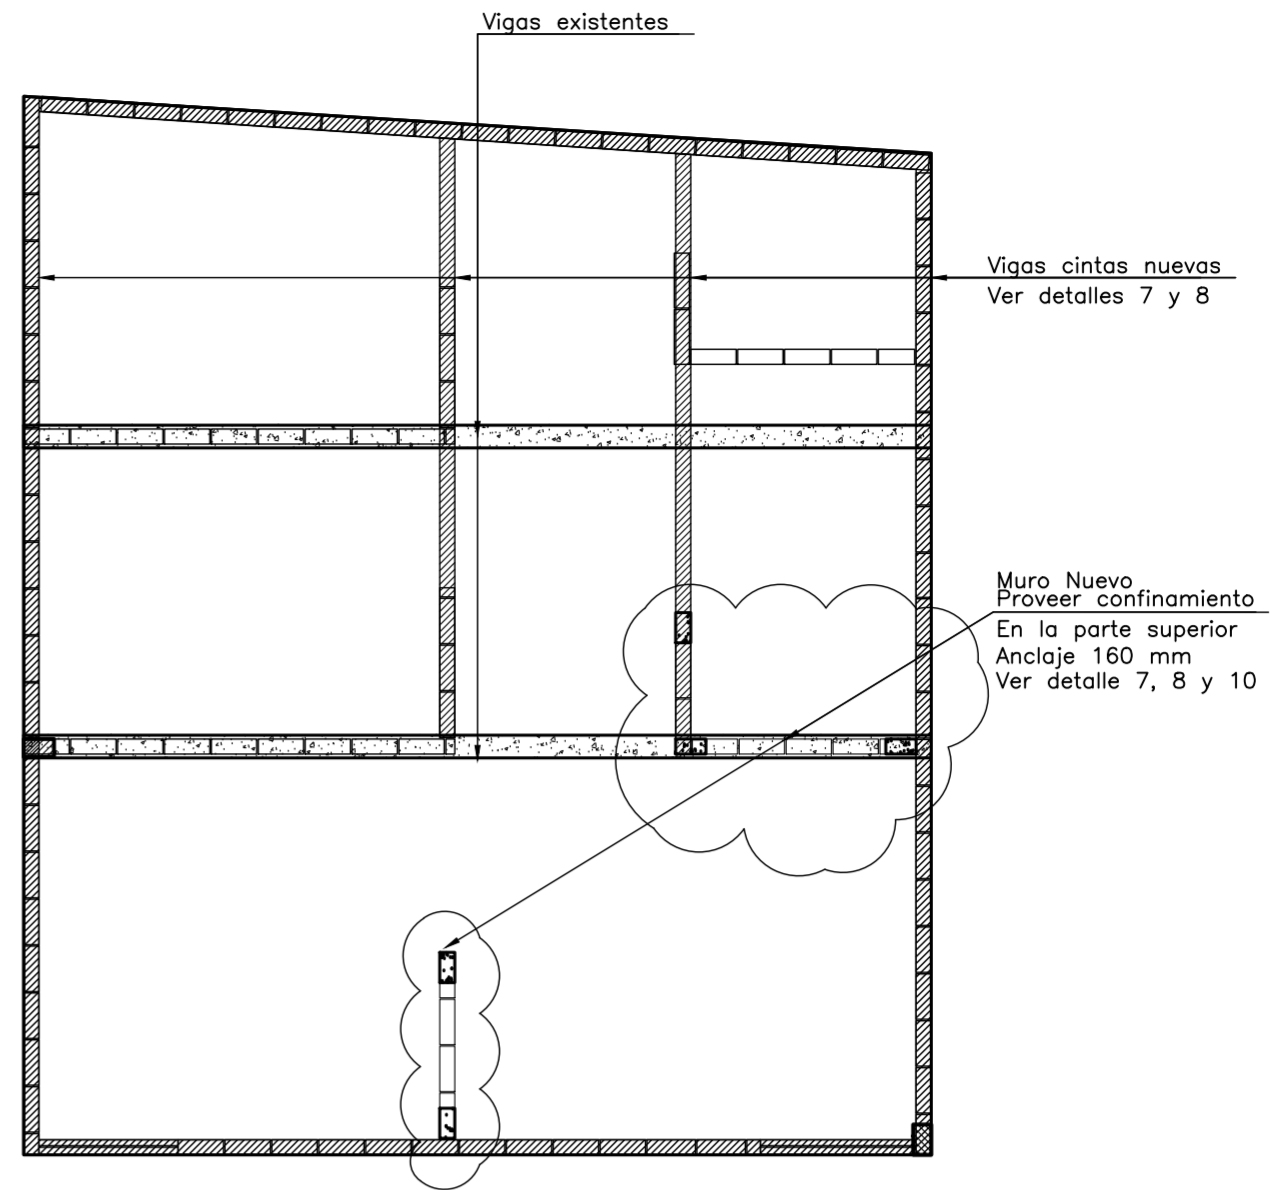 Vigas existentes
Vigas cintas nuevas
Ver detalles 7 y 8
Muro Nuevo
Proveer confinamiento
En la parte superior
Anclaje 160 mm
Ver detalle 7, 8 y 10